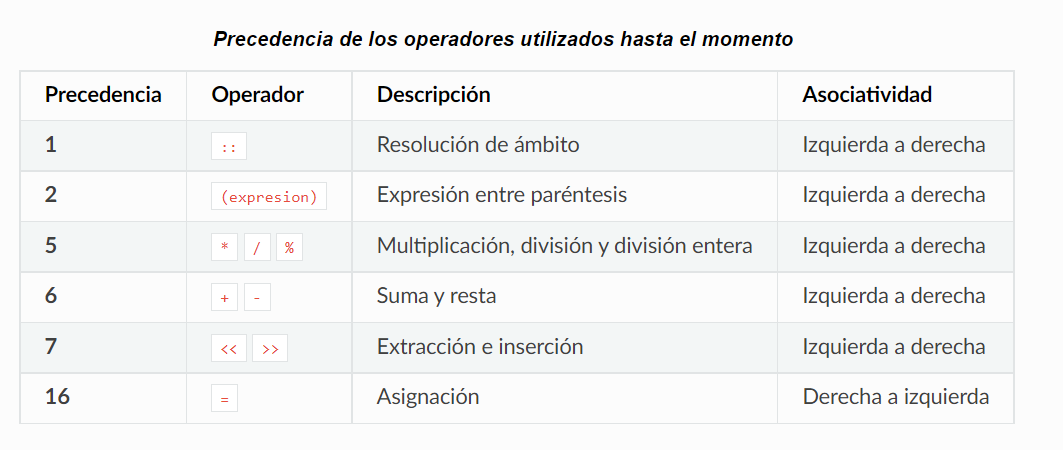 Precedencia de los operadores utilizados hasta el momento
Precedencia Operador Descripción Asociatividad
1 :: Resolución de ámbito Izquierda a derecha
2 (expresion) Expresión entre paréntesis Izquierda a derecha
5 * / % Multiplicación, división y división entera Izquierda a derecha
6 + - Suma y resta Izquierda a derecha
7 << >> Extracción e inserción Izquierda a derecha
16 = Asignación Derecha a izquierda